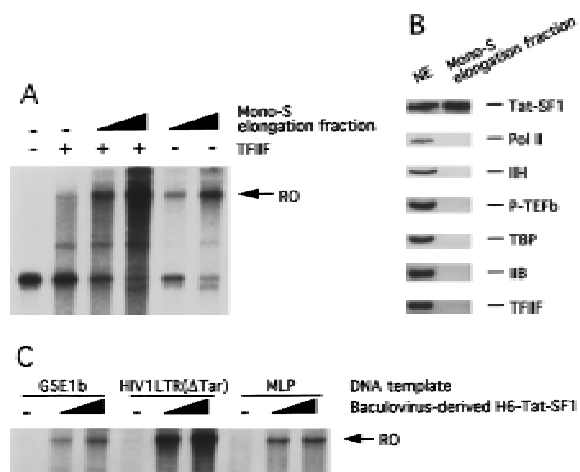 A
Mono-S
elongation fraction
- - - -
- + + + - - TFIIF
RO
B
NE
Mono-S
elongation fraction
Tat-SF1
Pol II
IIH
P-TEFb
TBP
IIB
TFIIF
C
G5E1b HIV1LTR(ΔTar) MLP DNA template
- - - Baculovirus-derived H6-Tat-SF1
RO